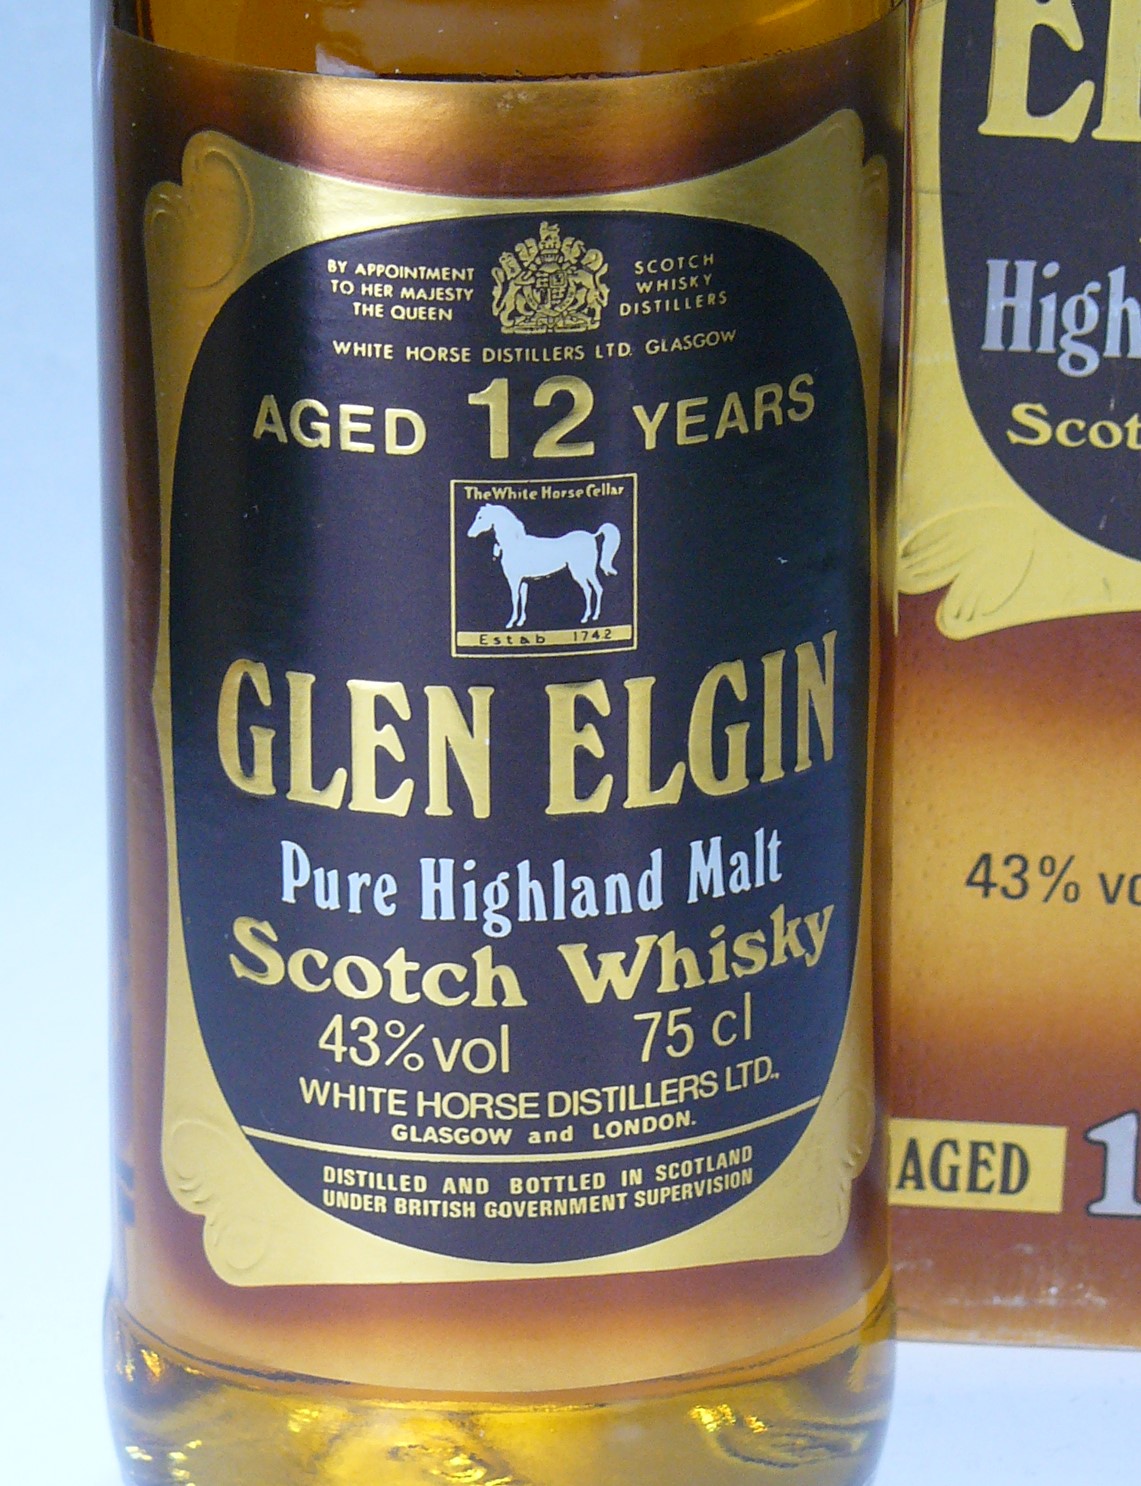 BY APPOINTMENT
TO HER MAJESTY
THE QUEEN
SCOTCH
WHISKY
DISTILLERS
WHITE HORSE DISTILLERS LTD. GLASGOW
AGED 12 YEARS
The White Horse Cellar
Estab 1742
GLEN ELGIN
Pure Highland Malt
Scotch Whisky
43% vol 75 cl
WHITE HORSE DISTILLERS LTD.,
GLASGOW and LONDON.
DISTILLED AND BOTTLED IN SCOTLAND
UNDER BRITISH GOVERNMENT SUPERVISION
E
High
Scot
43% vo
AGED 1